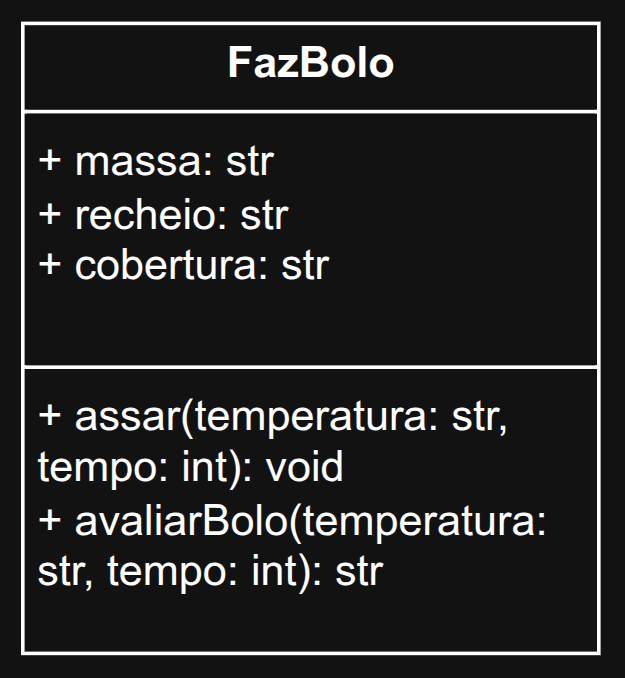 FazBolo
+ massa: str
+ recheio: str
+ cobertura: str
+ assar(temperatura: str,
tempo: int): void
+ avaliarBolo(temperatura:
str, tempo: int): str